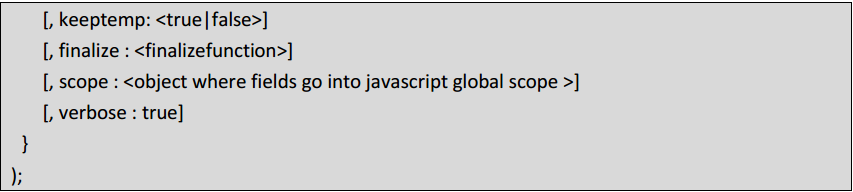 [, keeptemp: <true|false>]
[, finalize : <finalizefunction>]
[, scope : <object where fields go into javascript global scope >]
[, verbose : true]
}
);